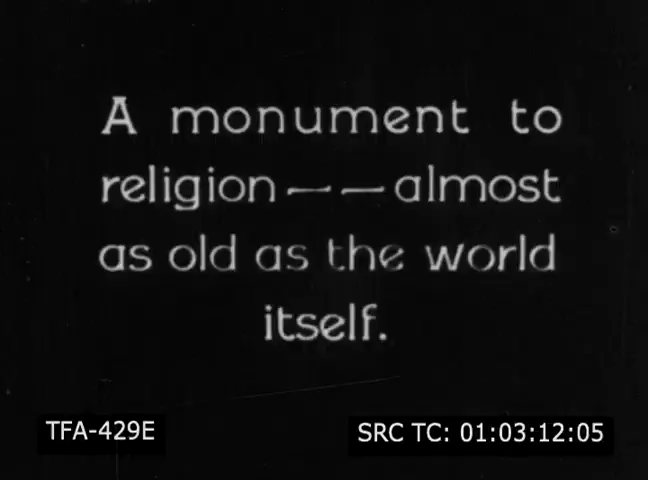 A monument to
religion — — almost
as old as the world
itself.
TFA-429E
SRC TC: 01:03:12:05